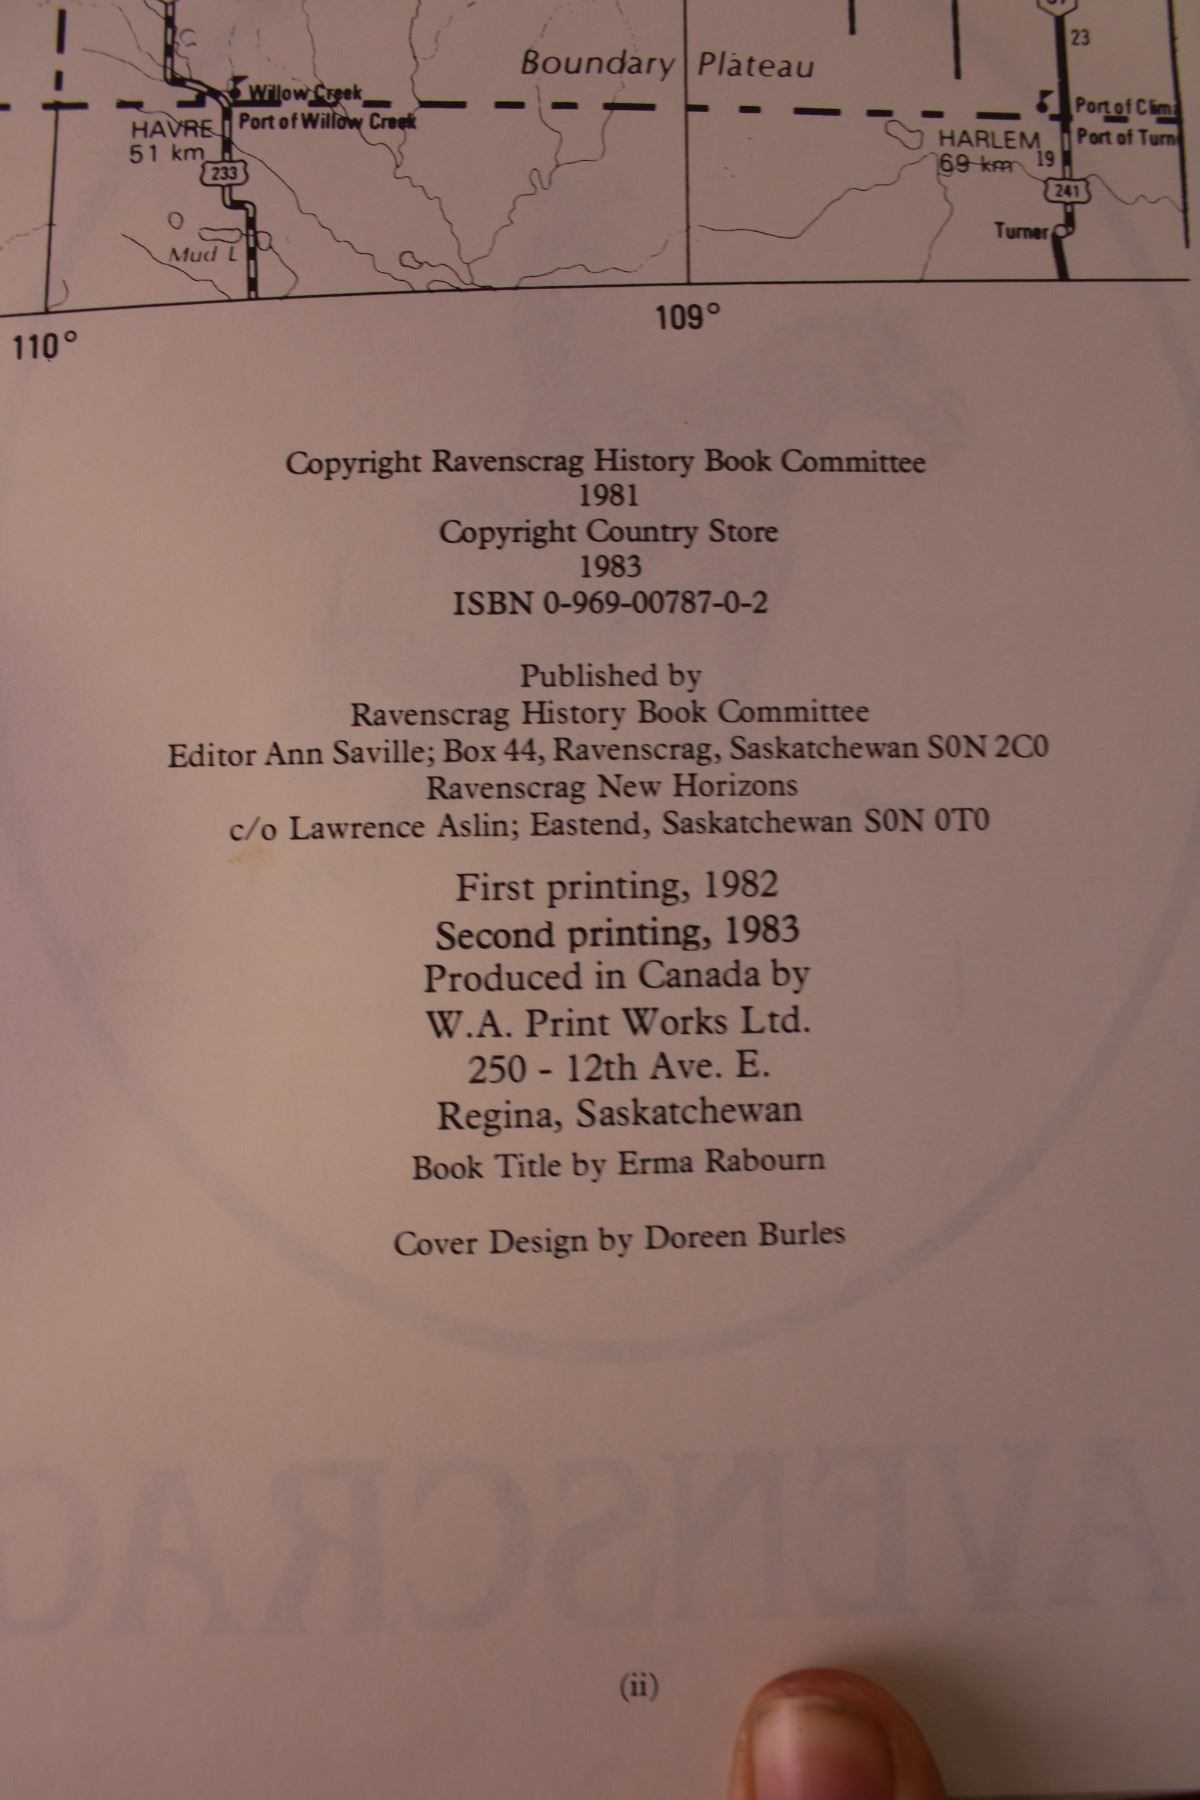 23
Boundary Plateau
Willow Creek
Port of Willow Creek
HAVRE
51 km
233
Mud L
HARLEM
69 km
19
Port of
Port of
241
Turner
110°
109°
Copyright Ravenscrag History Book Committee
1981
Copyright Country Store
1983
ISBN 0-969-00787-0-2
Published by
Ravenscrag History Book Committee
Editor Ann Saville; Box 44, Ravenscrag, Saskatchewan S0N 2C0
Ravenscrag New Horizons
c/o Lawrence Aslin; Eastend, Saskatchewan S0N 0T0
First printing, 1982
Second printing, 1983
Produced in Canada by
W.A. Print Works Ltd.
250 - 12th Ave. E.
Regina, Saskatchewan
Book Title by Erma Rabourn
Cover Design by Doreen Burles
(ii)